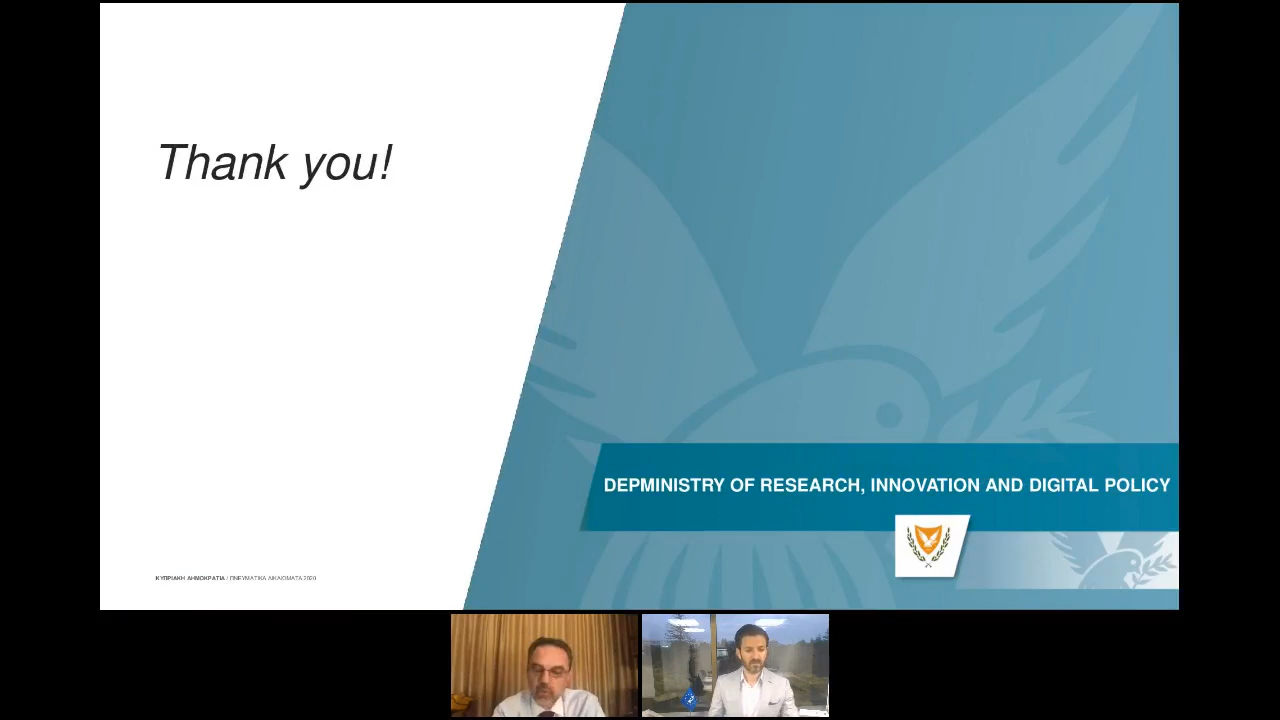 Thank you!
DEPMINISTRY OF RESEARCH, INNOVATION AND DIGITAL POLICY
ΚΥΠΡΙΑΚΗ ΔΗΜΟΚΡΑΤΙΑ / ΠΝΕΥΜΑΤΙΚΑ ΔΙΚΑΙΩΜΑΤΑ 2020